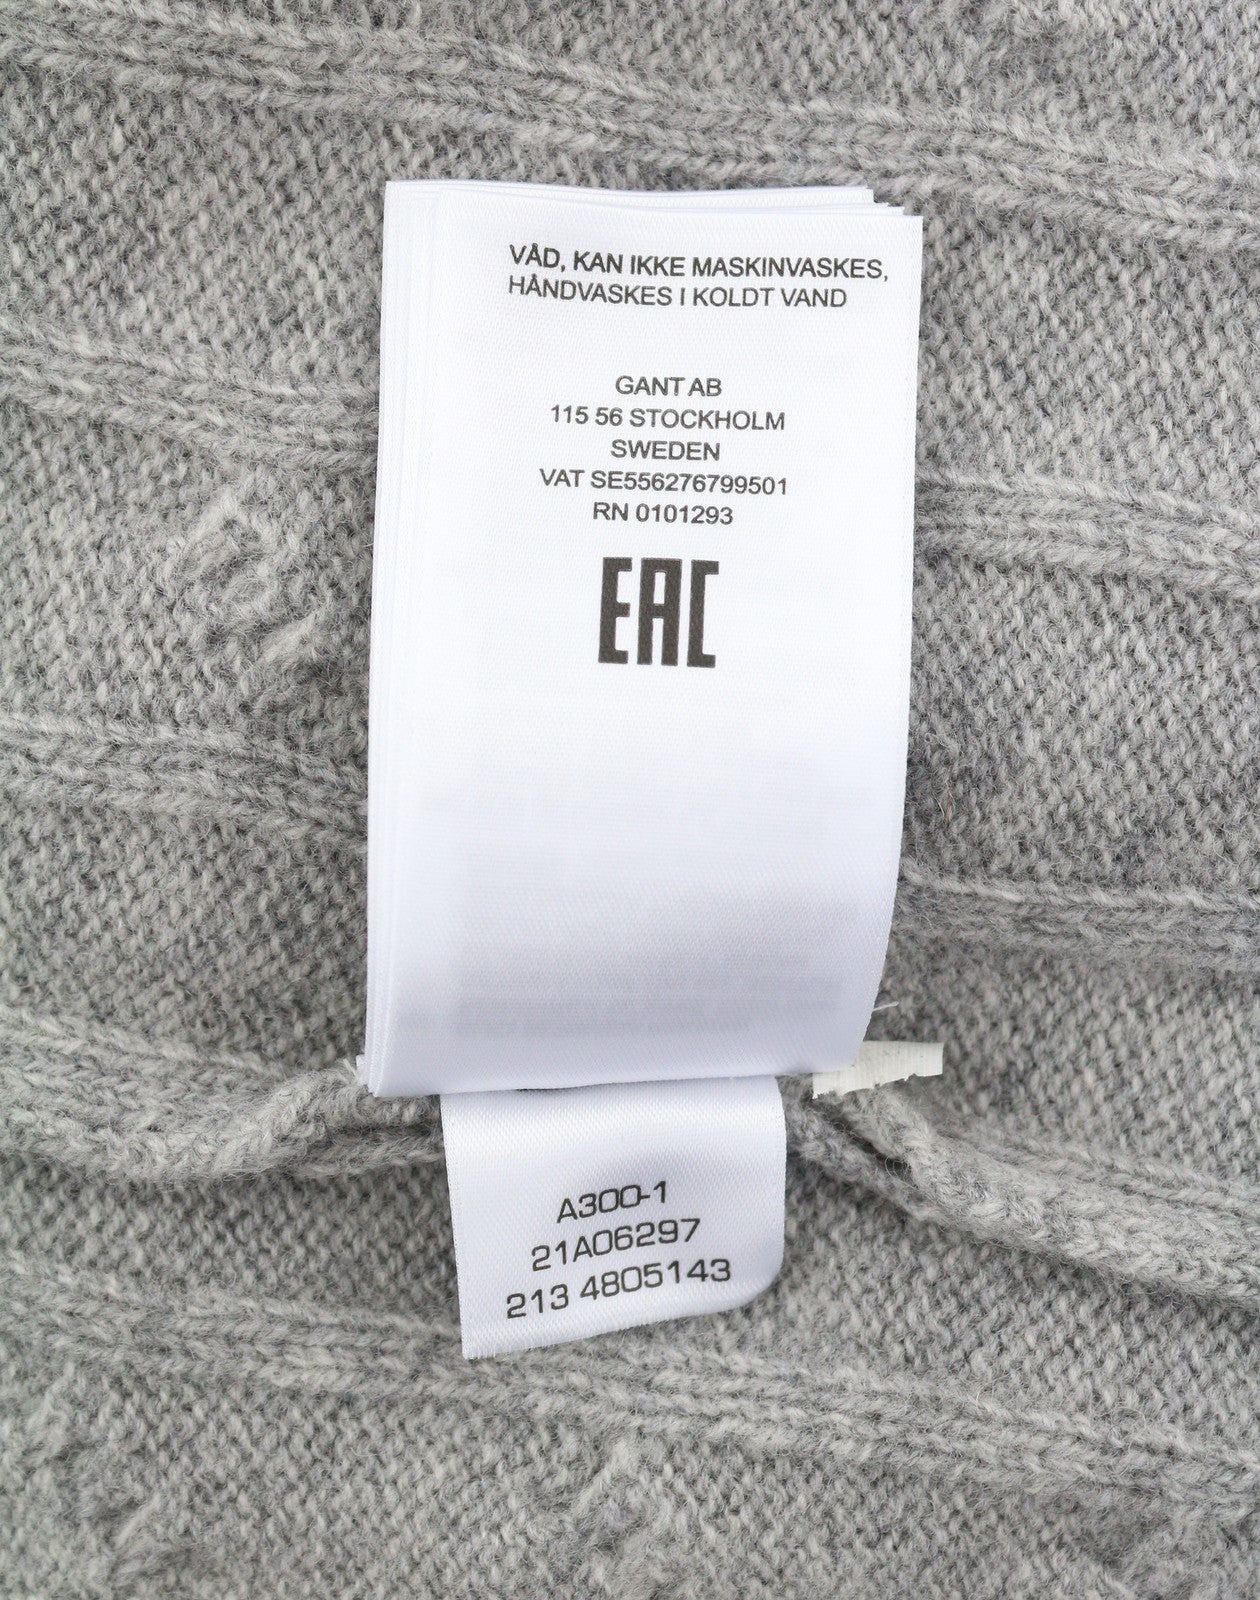 VÅD, KAN IKKE MASKINVASKES,
HÅNDVASKES I KOLDT VAND
GANT AB
115 56 STOCKHOLM
SWEDEN
VAT SE556276799501
RN 0101293
EAC
A300-1
21A06297
213 4805143